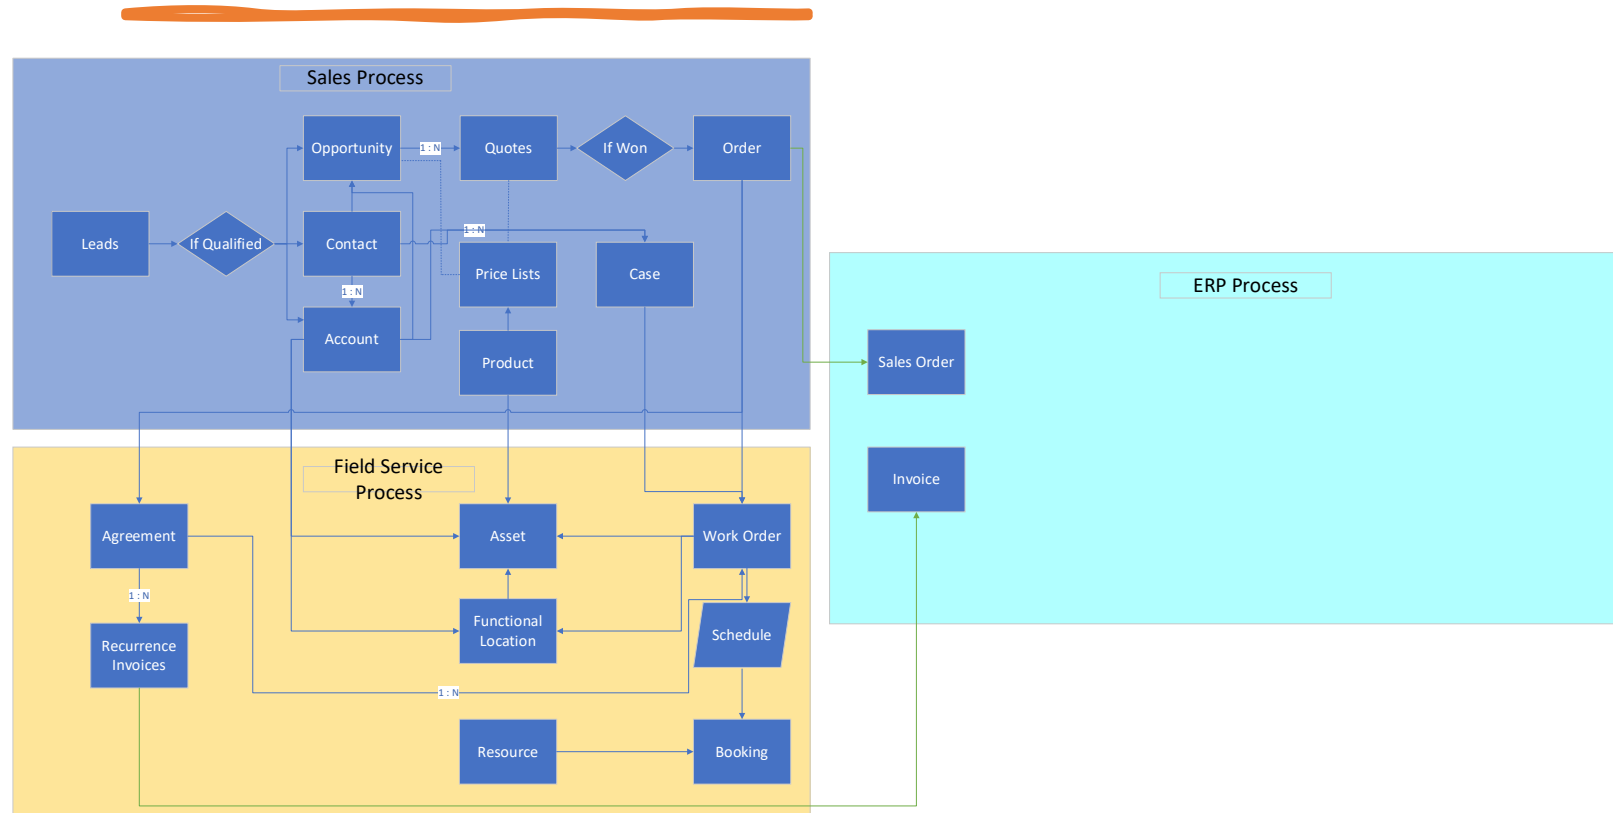 Sales Process
Opportunity
1 : N
Quotes
If Won
Order
Leads
If Qualified
Contact
1 : N
1 : N
Price Lists
Case
Account
Product
ERP Process
Sales Order
Invoice
Field Service
Process
Agreement
Asset
Work Order
1 : N
Recurrence
Invoices
Functional
Location
Schedule
1 : N
Resource
Booking